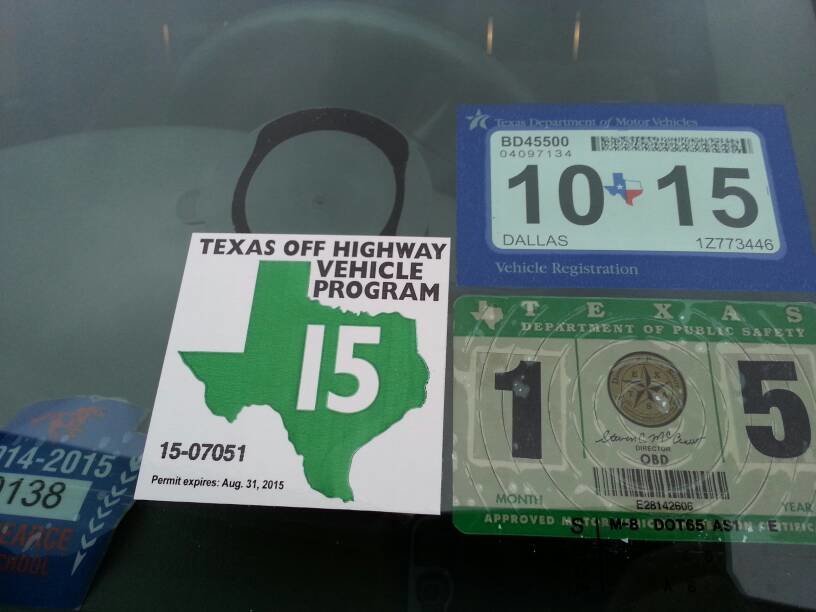 Texas Department of Motor Vehicles
BD45500
04097134
10 15
DALLAS 1Z773446
Vehicle Registration
TEXAS OFF HIGHWAY
VEHICLE
PROGRAM
15
15-07051
Permit expires: Aug. 31, 2015
TEXAS
DEPARTMENT OF PUBLIC SAFETY
1 5
DIRECTOR
OBD
E28142606
MONTH YEAR
APPROVED
M-8 DOT65 AS1
14-2015
0138